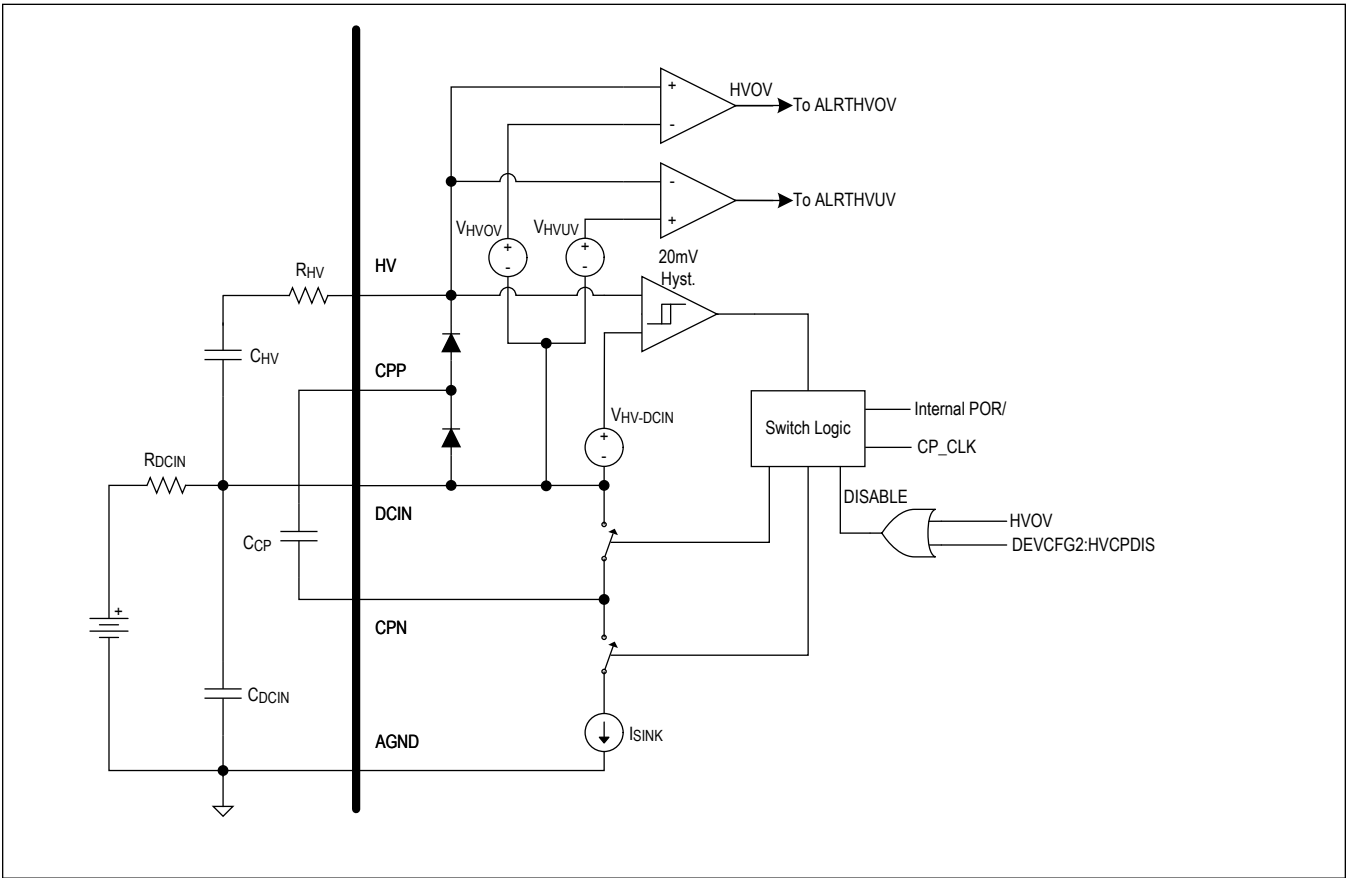 HVOV
+
-
To ALRTHVOV
-
+
To ALRTHVUV
VHVOV
+
-
VHVUV
+
-
20mV
Hyst.
RHV
HV
CHV
CPP
VHV-DCIN
+
-
Switch Logic
Internal POR/
CP_CLK
RDCIN
DCIN
DISABLE
HVOV
DEVCFG2:HVCPDIS
CCP
CPN
+
CDCIN
ISINK
AGND